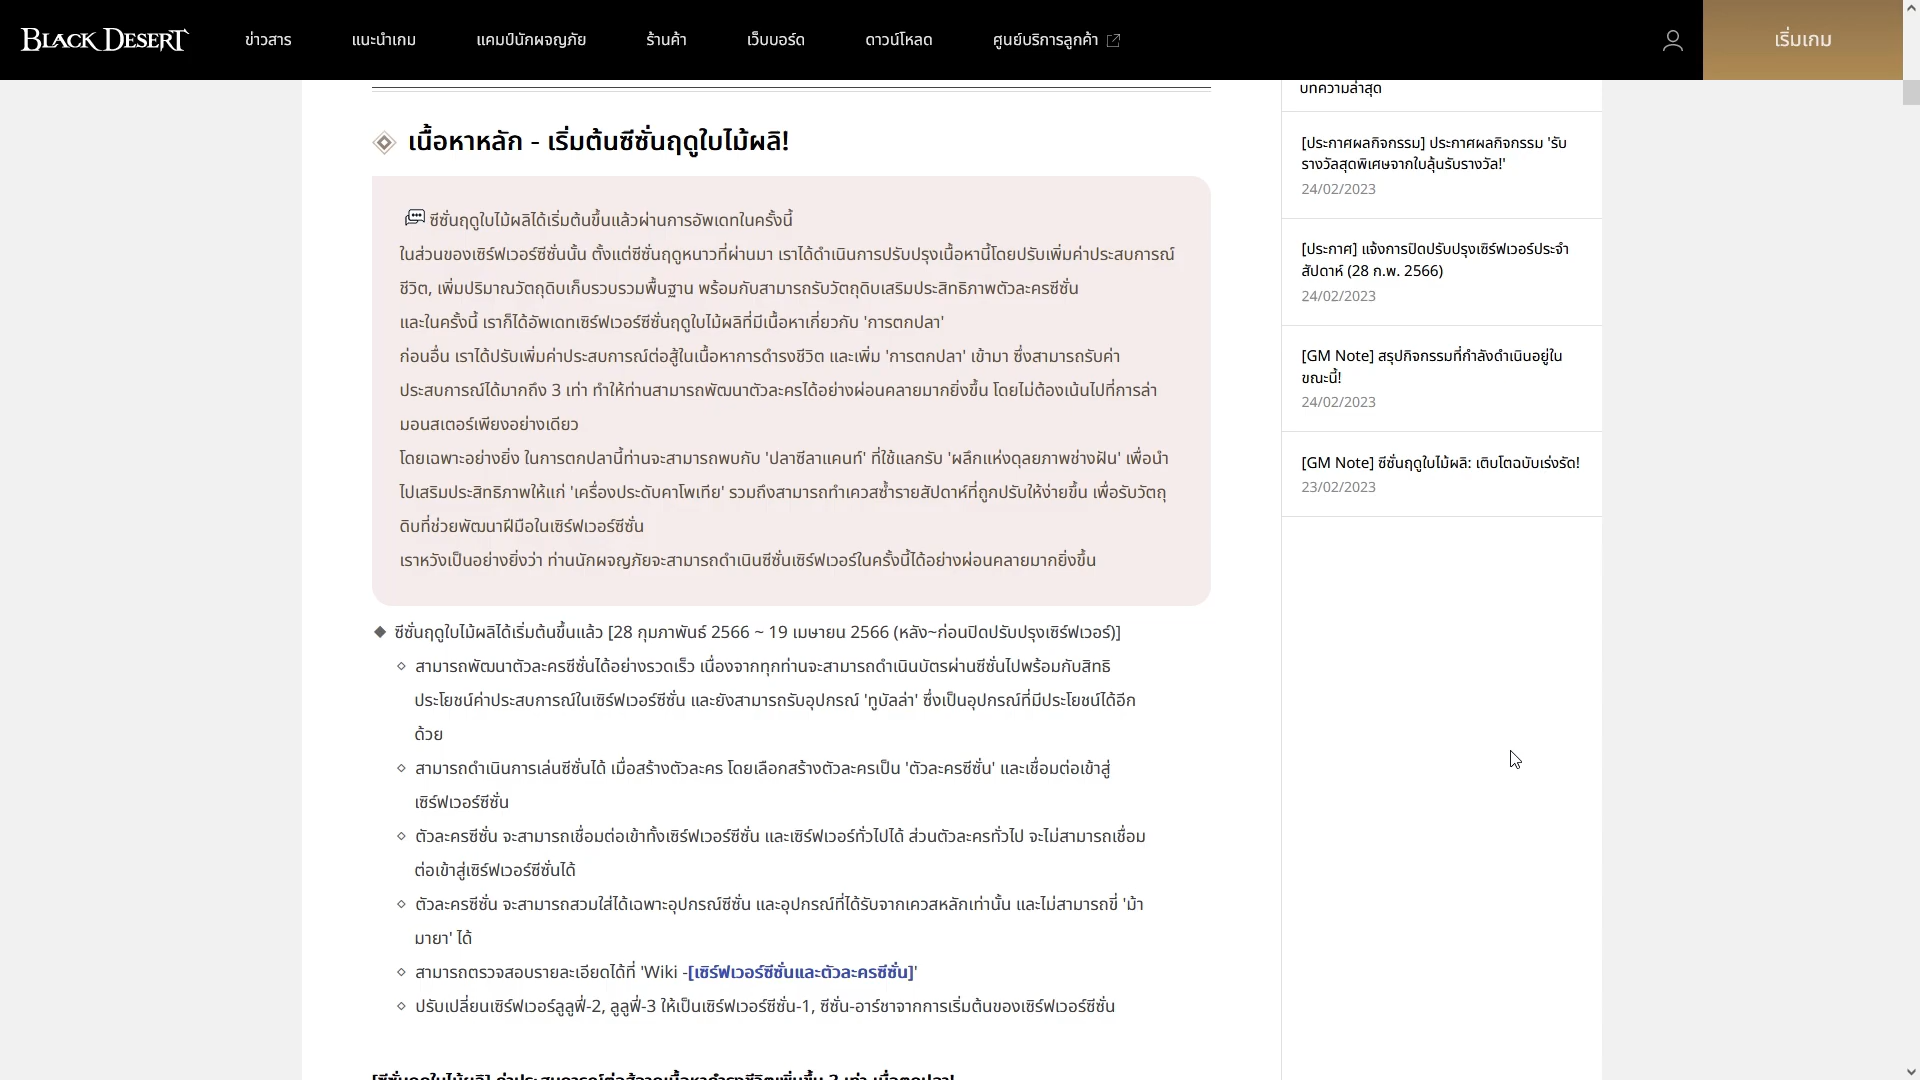 BLACK DESERT
ข่าวสาร
แนะนำเกม
แคมป์นักผจญภัย
ร้านค้า
เว็บบอร์ด
ดาวน์โหลด
ศูนย์บริการลูกค้า
เริ่มเกม
เนื้อหาหลัก - เริ่มต้นซีซั่นฤดูใบไม้ผลิ!
ซีซั่นฤดูใบไม้ผลิได้เริ่มต้นขึ้นแล้วผ่านการอัพเดทในครั้งนี้
ในส่วนของเซิร์ฟเวอร์ซีซั่นนั้น ตั้งแต่ซีซั่นฤดูหนาวที่ผ่านมา เราได้ดำเนินการปรับปรุงเนื้อหานี้โดยปรับเพิ่มค่าประสบการณ์
ชีวิต, เพิ่มปริมาณวัตถุดิบเก็บรวบรวมพื้นฐาน พร้อมกับสามารถรับวัตถุดิบเสริมประสิทธิภาพตัวละครซีซั่น
และในครั้งนี้ เราก็ได้อัพเดทเซิร์ฟเวอร์ซีซั่นฤดูใบไม้ผลิที่มีเนื้อหาเกี่ยวกับ 'การตกปลา'
ก่อนอื่น เราได้ปรับเพิ่มค่าประสบการณ์ต่อสู้ในเนื้อหาการดำรงชีวิต และเพิ่ม 'การตกปลา' เข้ามา ซึ่งสามารถรับค่า
ประสบการณ์ได้มากถึง 3 เท่า ทำให้ท่านสามารถพัฒนาตัวละครได้อย่างผ่อนคลายมากยิ่งขึ้น โดยไม่ต้องเน้นไปที่การล่า
มอนสเตอร์เพียงอย่างเดียว
โดยเฉพาะอย่างยิ่ง ในการตกปลานี้ท่านจะสามารถพบกับ 'ปลาซีลาแคนท์' ที่ใช้แลกรับ 'ผลึกแห่งดุลยภาพช่างฝัน' เพื่อนำ
ไปเสริมประสิทธิภาพให้แก่ 'เครื่องประดับคาโพเทีย' รวมถึงสามารถทำเควสซ้ำรายสัปดาห์ที่ถูกปรับให้ง่ายขึ้น เพื่อรับวัตถุ
ดิบที่ช่วยพัฒนาฝีมือในเซิร์ฟเวอร์ซีซั่น
เราหวังเป็นอย่างยิ่งว่า ท่านนักผจญภัยจะสามารถดำเนินซีซั่นเซิร์ฟเวอร์ในครั้งนี้ได้อย่างผ่อนคลายมากยิ่งขึ้น
◆ ซีซั่นฤดูใบไม้ผลิได้เริ่มต้นขึ้นแล้ว [28 กุมภาพันธ์ 2566 ~ 19 เมษายน 2566 (หลัง~ก่อนปิดปรับปรุงเซิร์ฟเวอร์)]
◇ สามารถพัฒนาตัวละครซีซั่นได้อย่างรวดเร็ว เนื่องจากทุกท่านจะสามารถดำเนินบัตรผ่านซีซั่นไปพร้อมกับสิทธิ
ประโยชน์ค่าประสบการณ์ในเซิร์ฟเวอร์ซีซั่น และยังสามารถรับอุปกรณ์ 'ทูบัลล่า' ซึ่งเป็นอุปกรณ์ที่มีประโยชน์ได้อีก
ด้วย
◇ สามารถดำเนินการเล่นซีซั่นได้ เมื่อสร้างตัวละคร โดยเลือกสร้างตัวละครเป็น 'ตัวละครซีซั่น' และเชื่อมต่อเข้าสู่
เซิร์ฟเวอร์ซีซั่น
◇ ตัวละครซีซั่น จะสามารถเชื่อมต่อเข้าทั้งเซิร์ฟเวอร์ซีซั่น และเซิร์ฟเวอร์ทั่วไปได้ ส่วนตัวละครทั่วไป จะไม่สามารถเชื่อม
ต่อเข้าสู่เซิร์ฟเวอร์ซีซั่นได้
◇ ตัวละครซีซั่น จะสามารถสวมใส่ได้เฉพาะอุปกรณ์ซีซั่น และอุปกรณ์ที่ได้รับจากเควสหลักเท่านั้น และไม่สามารถขี่ 'ม้า
มายา' ได้
◇ สามารถตรวจสอบรายละเอียดได้ที่ 'Wiki -[เซิร์ฟเวอร์ซีซั่นและตัวละครซีซั่น]'
◇ ปรับเปลี่ยนเซิร์ฟเวอร์ลูลูฟี่-2, ลูลูฟี่-3 ให้เป็นเซิร์ฟเวอร์ซีซั่น-1, ซีซั่น-อาร์ชาจากการเริ่มต้นของเซิร์ฟเวอร์ซีซั่น
[ซีซั่นฤดูใบไม้ผลิ] ค่าประสบการณ์ต่อสู้จากเนื้อหาดำรงชีวิตเพิ่มขึ้น 3 เท่า เมื่อตกปลา!
บทความล่าสุด
[ประกาศผลกิจกรรม] ประกาศผลกิจกรรม 'รับ
รางวัลสุดพิเศษจากใบลุ้นรับรางวัล!'
24/02/2023
[ประกาศ] แจ้งการปิดปรับปรุงเซิร์ฟเวอร์ประจำ
สัปดาห์ (28 ก.พ. 2566)
24/02/2023
[GM Note] สรุปกิจกรรมที่กำลังดำเนินอยู่ใน
ขณะนี้!
24/02/2023
[GM Note] ซีซั่นฤดูใบไม้ผลิ: เติบโตฉบับเร่งรัด!
23/02/2023